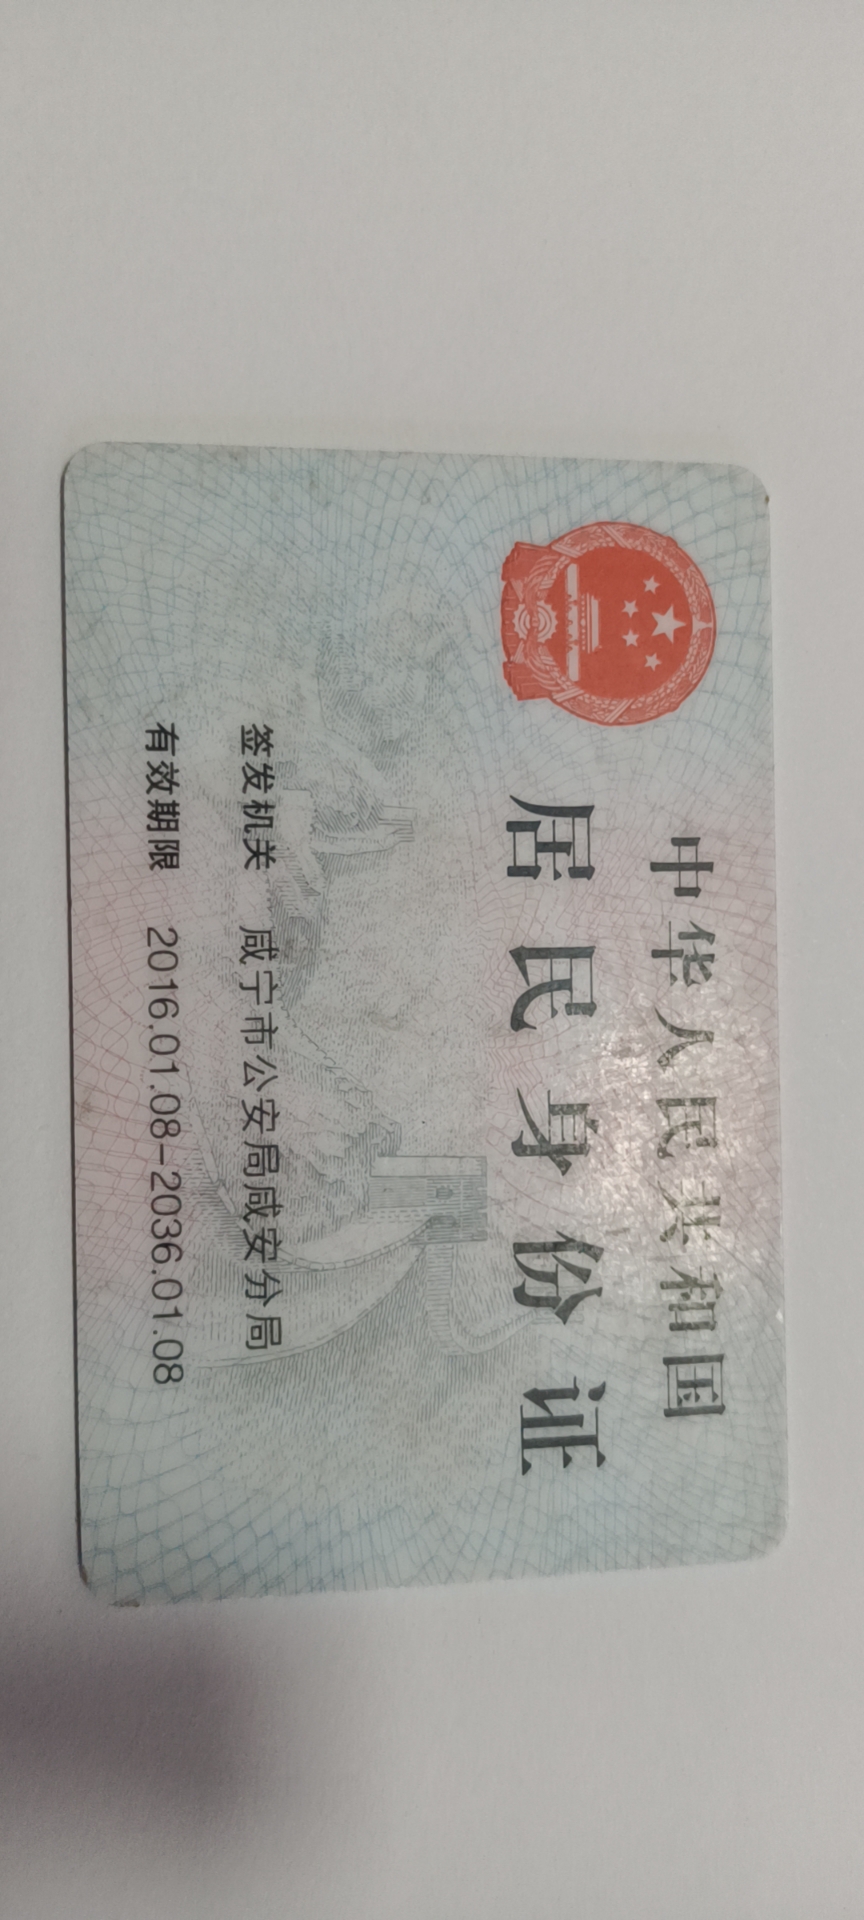 中华人民共和国
居民身份证
签发机关 咸宁市公安局咸安分局
有效期限 2016.01.08-2036.01.08